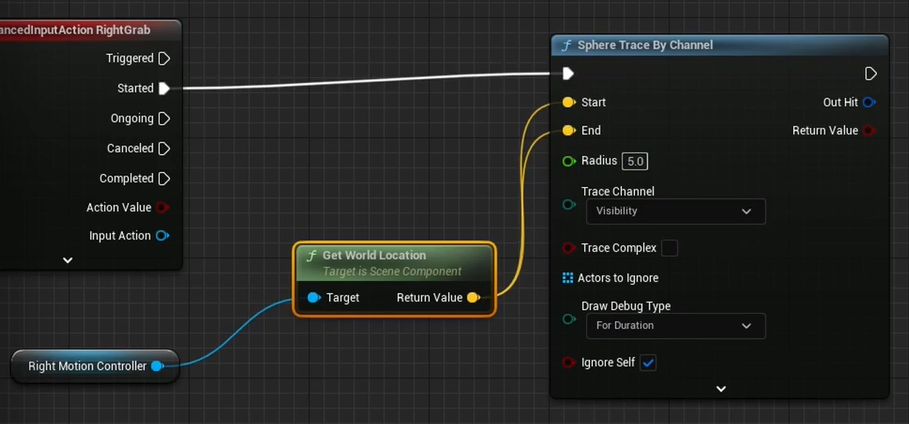 ancedInputAction RightGrab
Triggered
Started
Ongoing
Canceled
Completed
Action Value
Input Action
Right Motion Controller
Get World Location
Target is Scene Component
Target
Return Value
Sphere Trace By Channel
Start
Out Hit
End
Return Value
Radius 5.0
Trace Channel
Visibility
Trace Complex
Actors to Ignore
Draw Debug Type
For Duration
Ignore Self